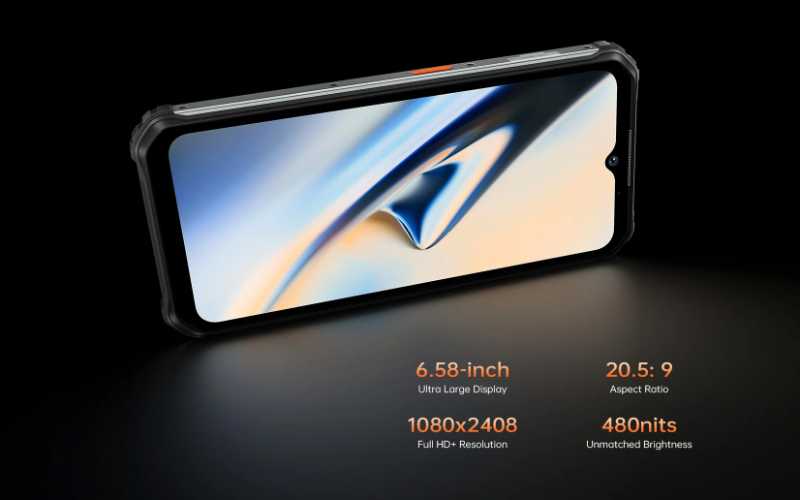 6.58-inch
Ultra Large Display
20.5: 9
Aspect Ratio
1080x2408
Full HD+ Resolution
480nits
Unmatched Brightness